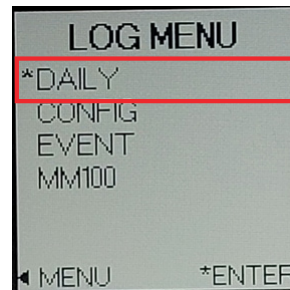 LOG MENU
*DAILY
CONFIG
EVENT
MM100
◄ MENU *ENTER